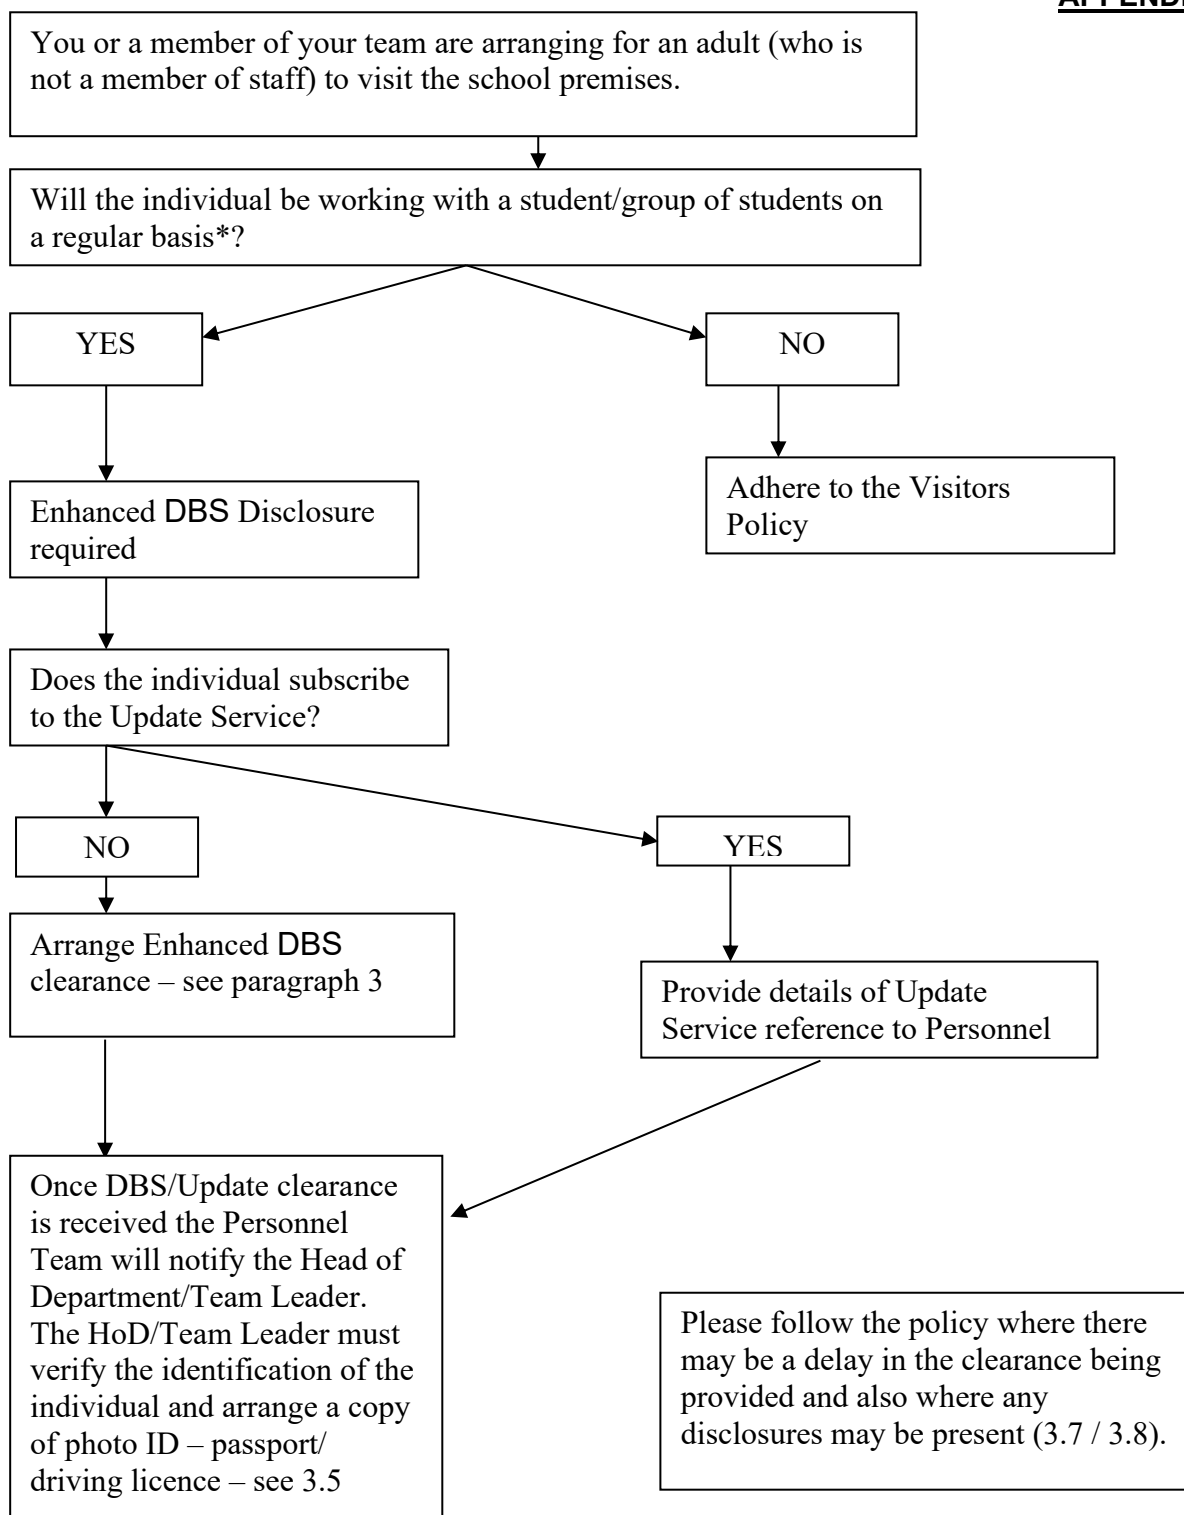 You or a member of your team are arranging for an adult (who is
not a member of staff) to visit the school premises.
Will the individual be working with a student/group of students on
a regular basis*?
YES
NO
Enhanced DBS Disclosure
required
Adhere to the Visitors
Policy
Does the individual subscribe
to the Update Service?
NO
YES
Arrange Enhanced DBS
clearance – see paragraph 3
Provide details of Update
Service reference to Personnel
Once DBS/Update clearance
is received the Personnel
Team will notify the Head of
Department/Team Leader.
The HoD/Team Leader must
verify the identification of the
individual and arrange a copy
of photo ID – passport/
driving licence – see 3.5
Please follow the policy where there
may be a delay in the clearance being
provided and also where any
disclosures may be present (3.7 / 3.8).